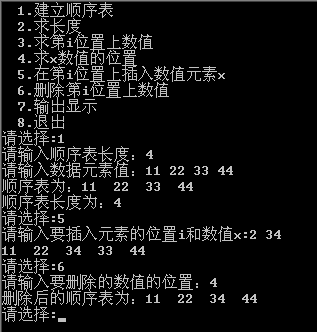 1.建立顺序表
2.求长度
3.求第i位置上数值
4.求x数值的位置
5.在第i位置上插入数值元素x
6.删除第i位置上数值
7.输出显示
8.退出
请选择:1
请输入顺序表长度：4
请输入数据元素值：11 22 33 44
顺序表为：11  22  33  44
顺序表长度为：4
请选择:5
请输入要插入元素的位置i和数值x:2 34
11  22  34  33  44
请选择:6
请输入要删除的数值的位置：4
删除后的顺序表为：11  22  34  44
请选择:_